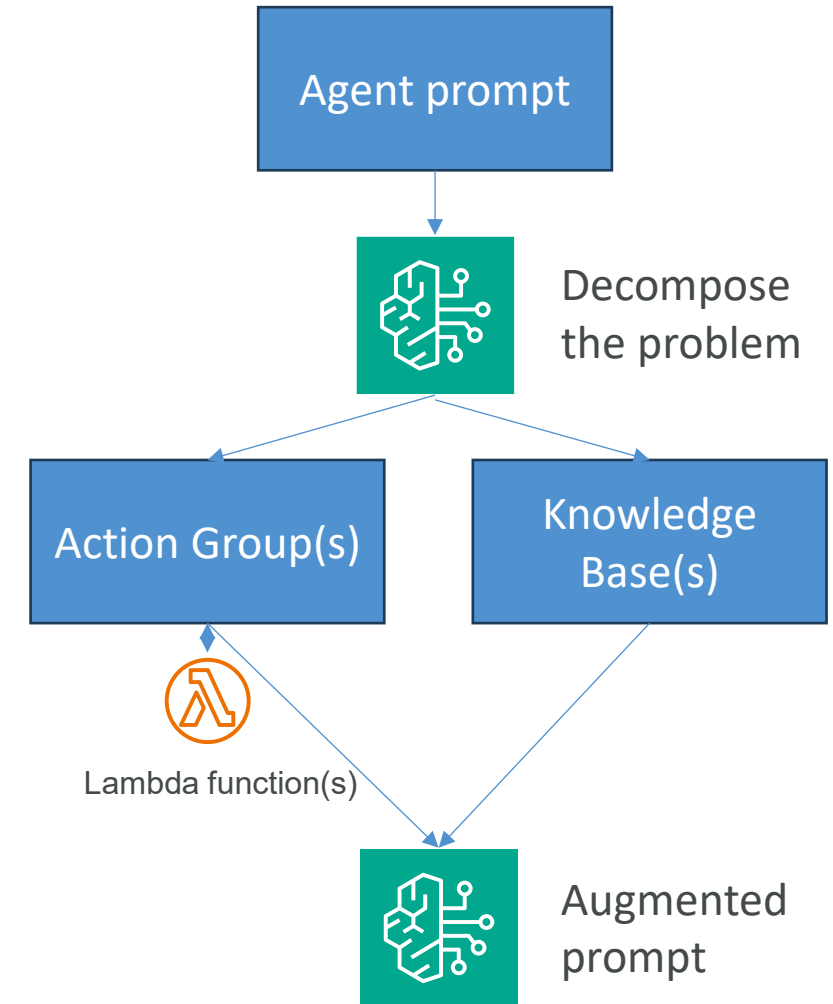 Agent prompt
Decompose
the problem
Action Group(s)
Knowledge
Base(s)
Lambda function(s)
Augmented
prompt